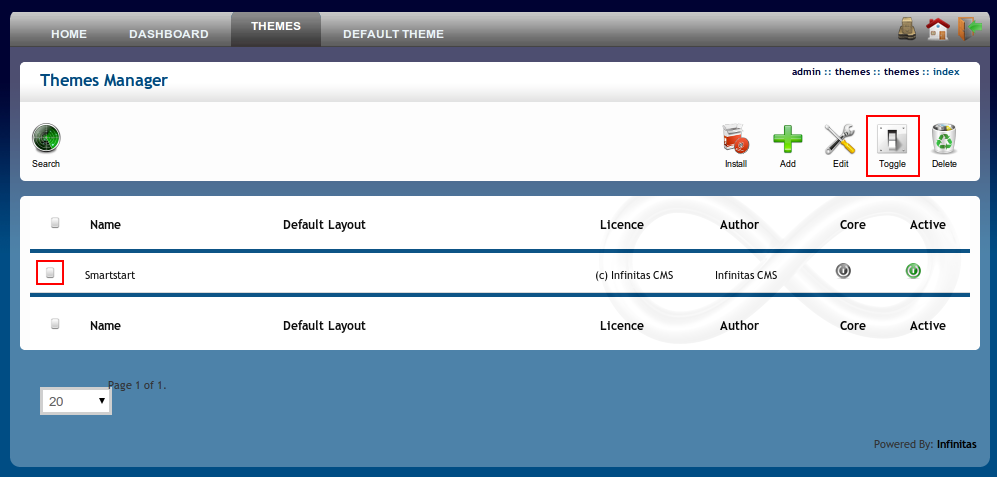 HOME DASHBOARD THEMES DEFAULT THEME
Themes Manager
admin :: themes :: themes :: index
Search Install Add Edit Toggle Delete
Name Default Layout Licence Author Core Active
Smartstart (c) Infinitas CMS Infinitas CMS
Name Default Layout Licence Author Core Active
Page 1 of 1.
20
Powered By: Infinitas